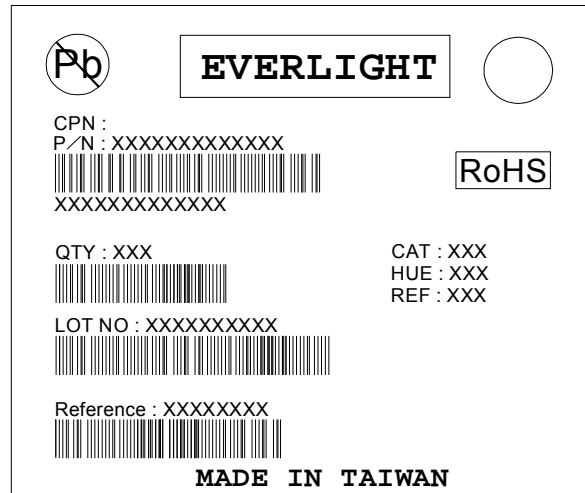 Pb
EVERLIGHT
CPN :
P/N : XXXXXXXXXXXXX
RoHS
XXXXXXXXXXXXX
QTY : XXX
CAT : XXX
HUE : XXX
REF : XXX
LOT NO : XXXXXXXXXX
Reference : XXXXXXXX
MADE IN TAIWAN